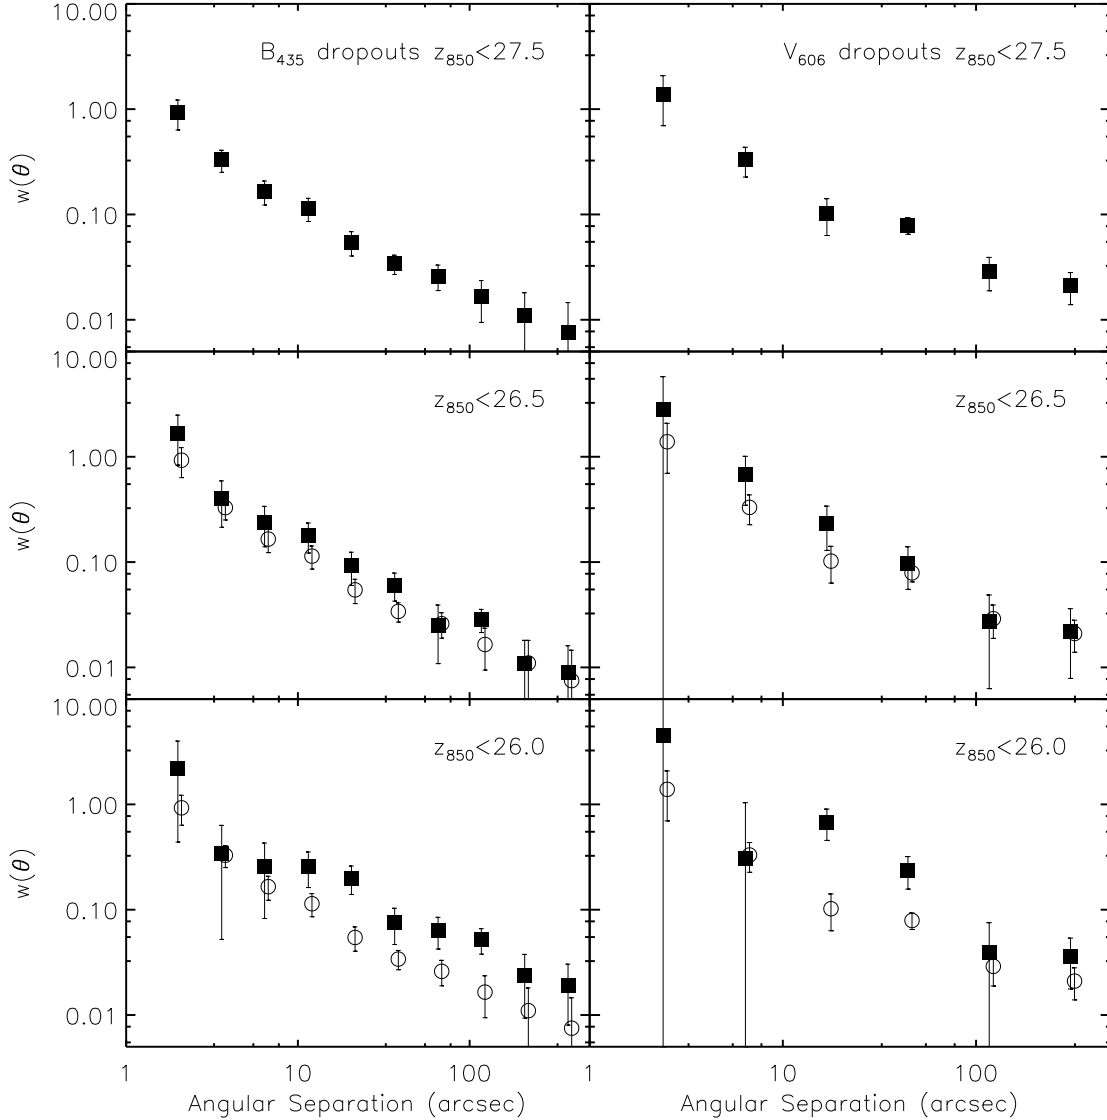 10.00
B435 dropouts z850<27.5
V606 dropouts z850<27.5
1.00
w(θ)
0.10
0.01
10.00
z850<26.5
z850<26.5
1.00
w(θ)
0.10
0.01
10.00
z850<26.0
z850<26.0
1.00
w(θ)
0.10
0.01
1 10 100 1 10 100
Angular Separation (arcsec) Angular Separation (arcsec)